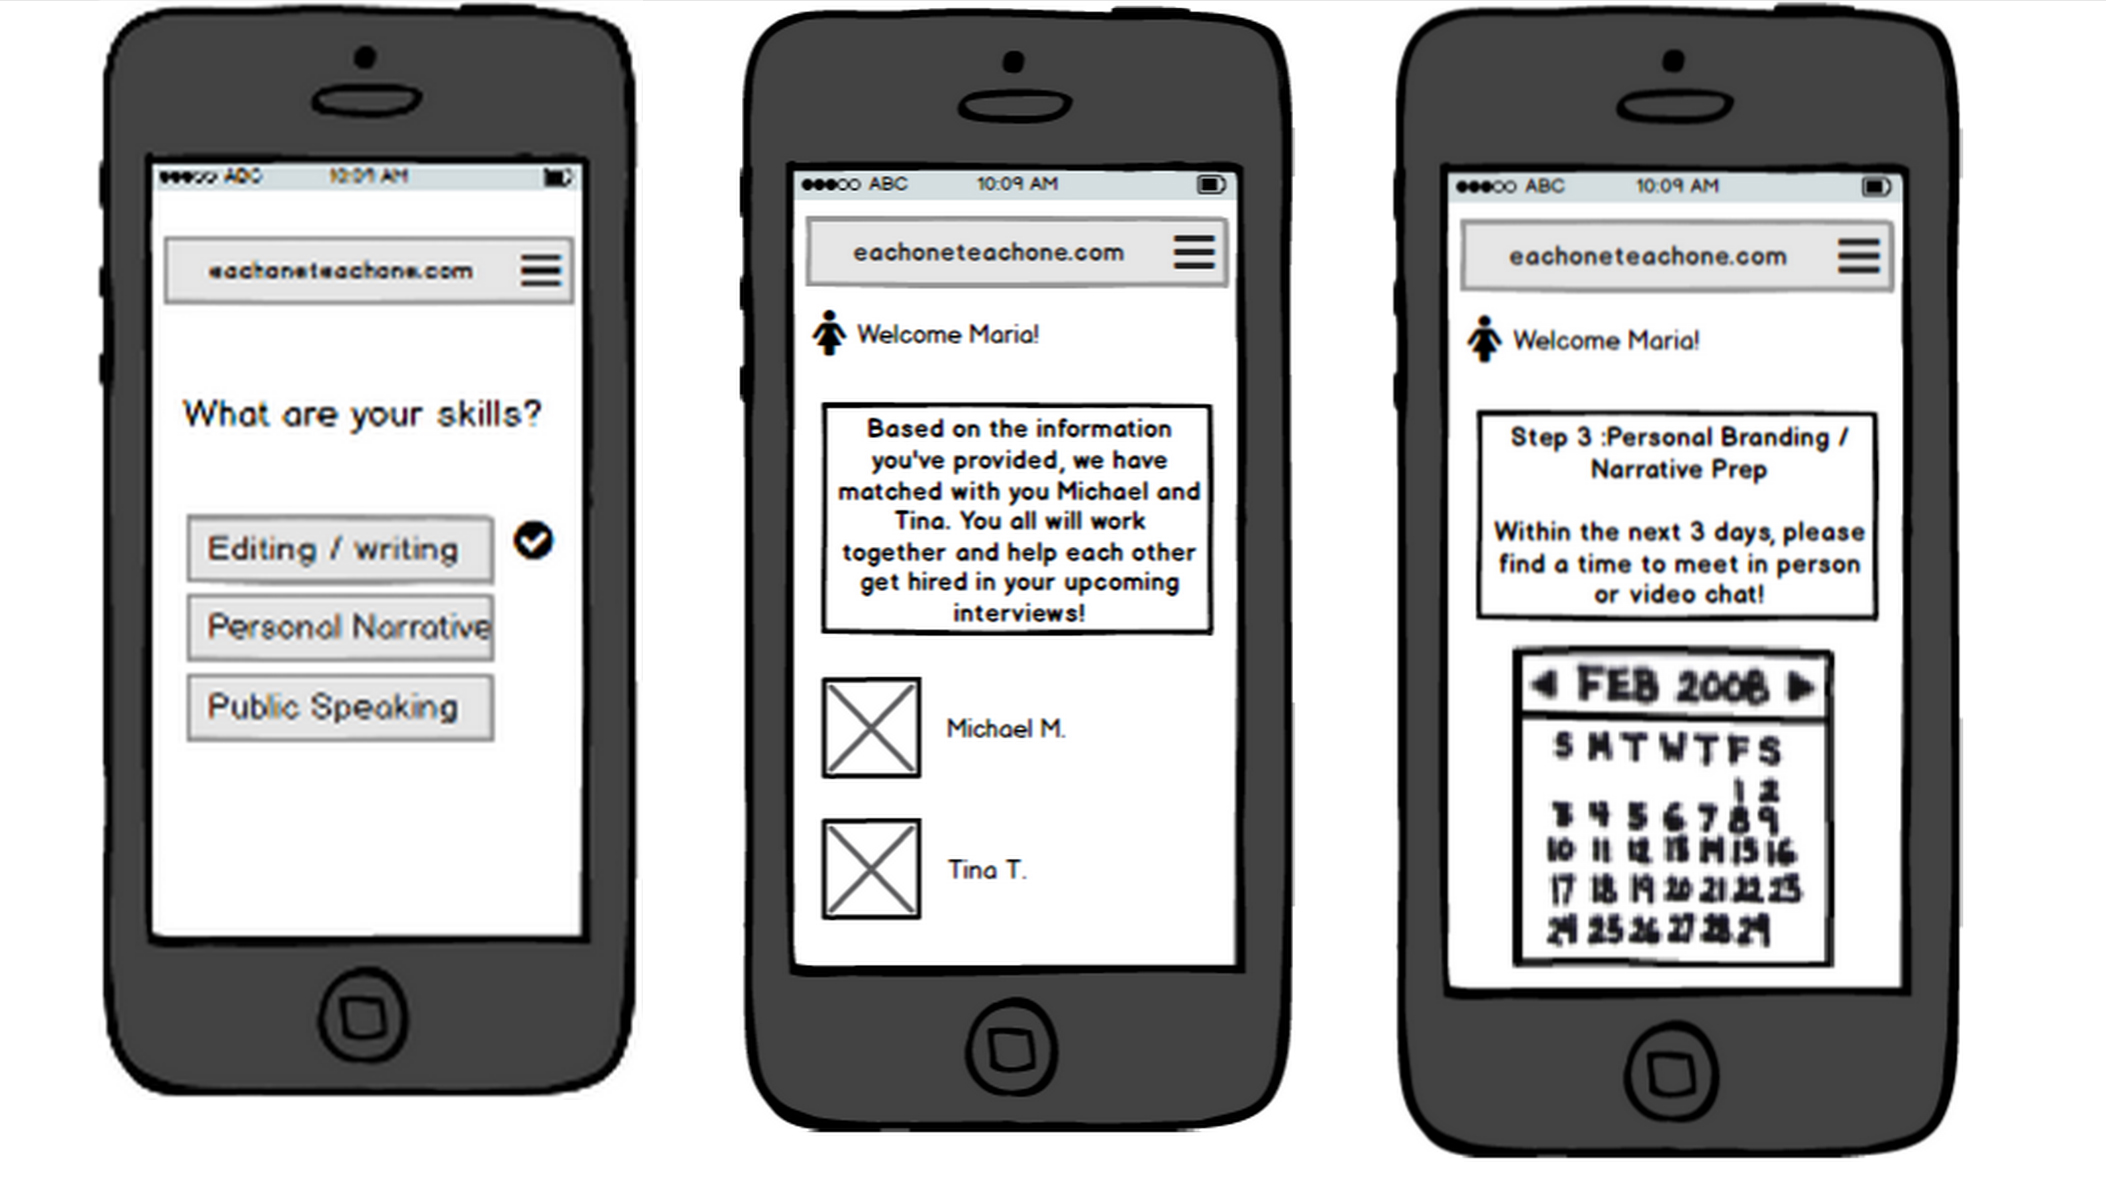 ABC 10:09 AM
eachoneteachone.com
What are your skills?
Editing / writing
Personal Narrative
Public Speaking
ABC 10:09 AM
eachoneteachone.com
Welcome Maria!
Based on the information
you've provided, we have
matched with you Michael and
Tina. You all will work
together and help each other
get hired in your upcoming
interviews!
Michael M.
Tina T.
ABC 10:09 AM
eachoneteachone.com
Welcome Maria!
Step 3 :Personal Branding /
Narrative Prep
Within the next 3 days, please
find a time to meet in person
or video chat!
FEB 2008
S M T W T F S
1 2
3 4 5 6 7 8 9
10 11 12 13 14 15 16
17 18 19 20 21 22 23
24 25 26 27 28 29